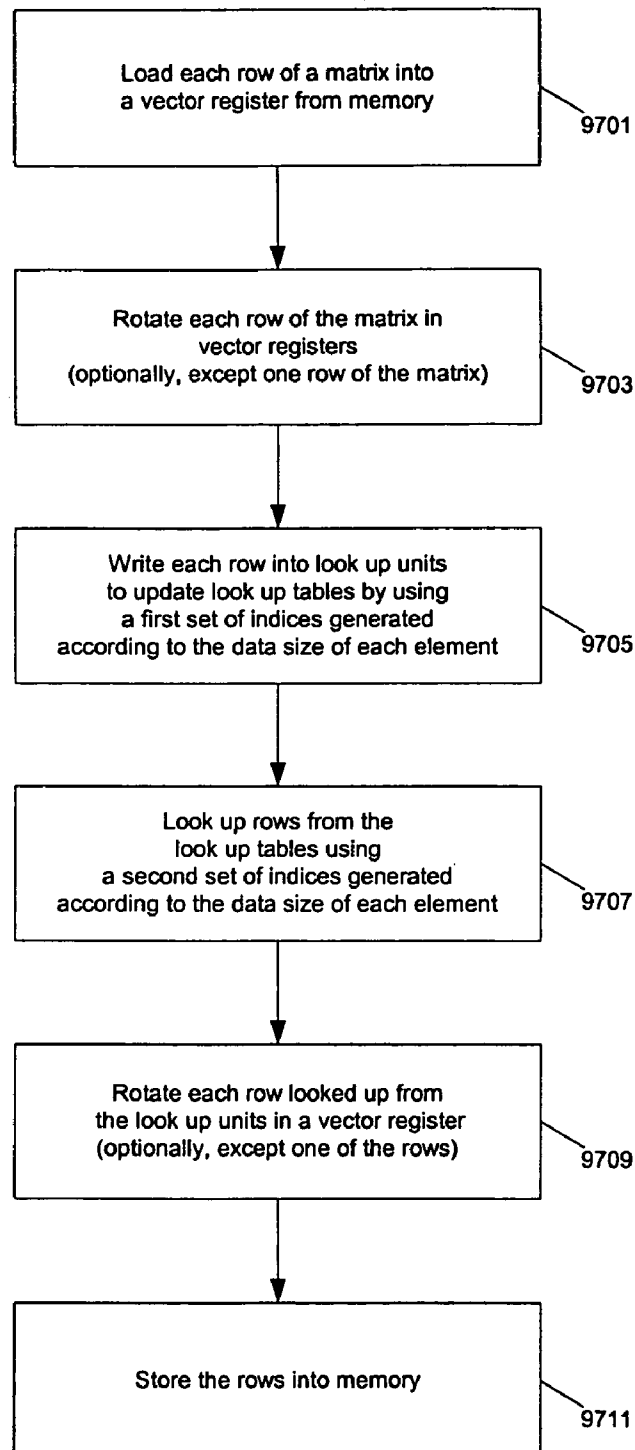 Load each row of a matrix into
a vector register from memory
9701
Rotate each row of the matrix in
vector registers
(optionally, except one row of the matrix)
9703
Write each row into look up units
to update look up tables by using
a first set of indices generated
according to the data size of each element
9705
Look up rows from the
look up tables using
a second set of indices generated
according to the data size of each element
9707
Rotate each row looked up from
the look up units in a vector register
(optionally, except one of the rows)
9709
Store the rows into memory
9711